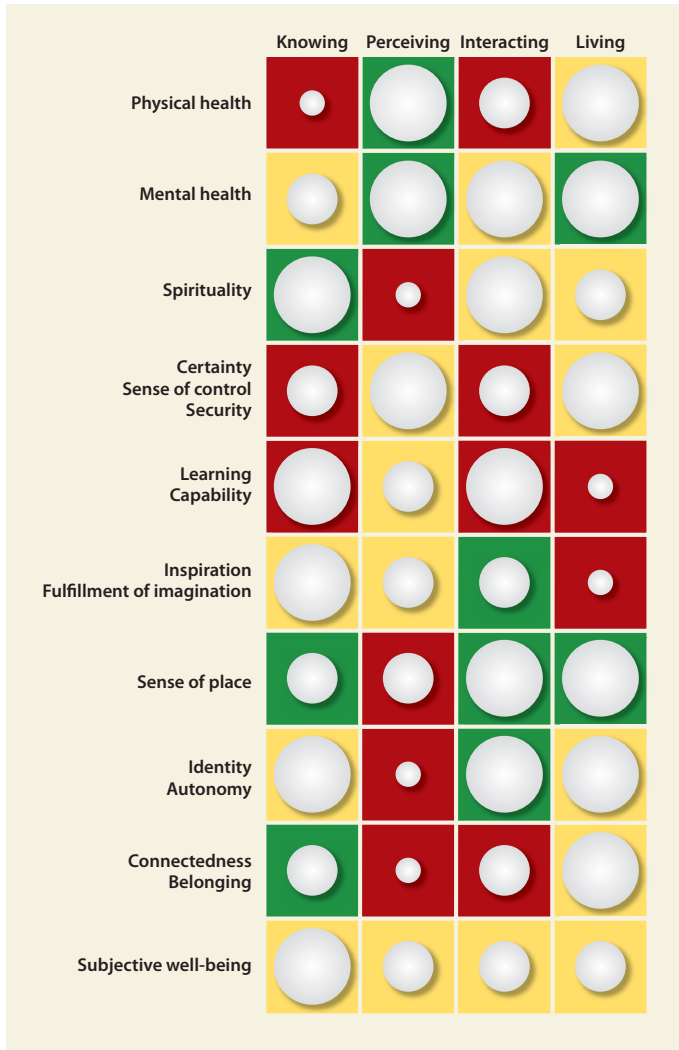 Knowing Perceiving Interacting Living
Physical health
Mental health
Spirituality
Certainty
Sense of control
Security
Learning
Capability
Inspiration
Fulfillment of imagination
Sense of place
Identity
Autonomy
Connectedness
Belonging
Subjective well-being